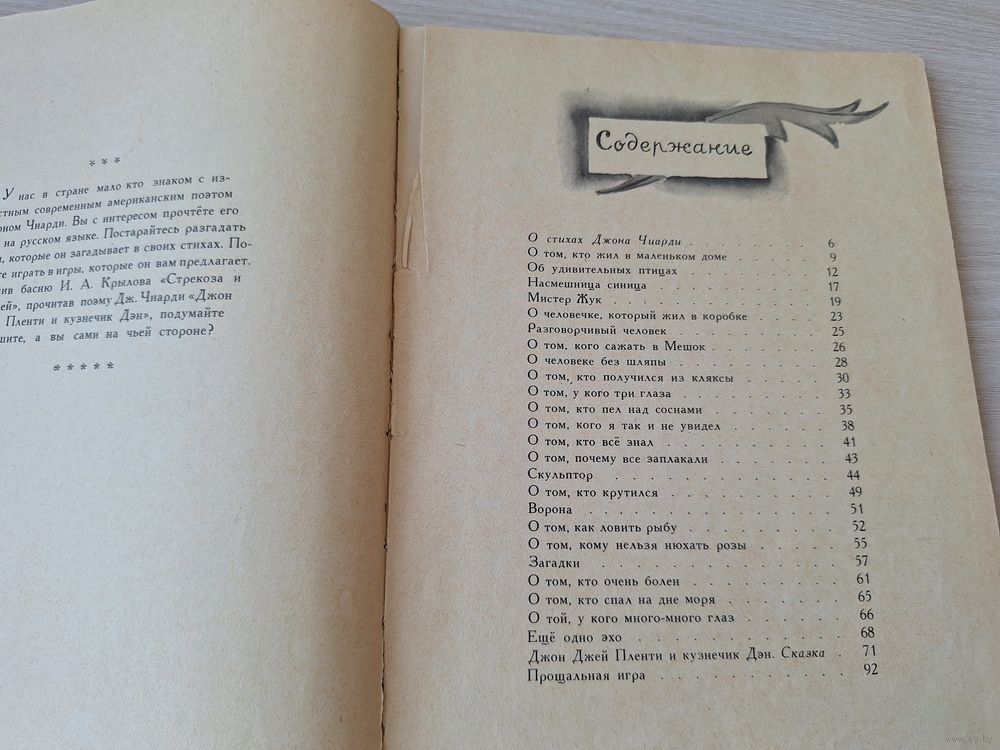 * * *
У нас в стране мало кто знаком с из-
стным современным американским поэтом
оном Чиарди. Вы с интересом прочтёте его
на русском языке. Постарайтесь разгадать
и, которые он загадывает в своих стихах. По-
те играть в игры, которые он вам предлагает.
ив басню И. А. Крылова «Стрекоза и
ей», прочитав поэму Дж. Чиарди «Джон
Пленти и кузнечик Дэн», подумайте
шите, а вы сами на чьей стороне?
* * * * *
Содержание
О стихах Джона Чиарди . . . . . . . . 6
О том, кто жил в маленьком доме . . . . . . 9
Об удивительных птицах . . . . . . . . 12
Насмешница синица . . . . . . . . . 17
Мистер Жук . . . . . . . . . . . 19
О человечке, который жил в коробке . . . . . 23
Разговорчивый человек . . . . . . . . 25
О том, кого сажать в Мешок . . . . . . . 26
О человеке без шляпы . . . . . . . . 28
О том, кто получился из кляксы . . . . . 30
О том, у кого три глаза . . . . . . . . 33
О том, кто пел над соснами . . . . . . 35
О том, кого я так и не увидел . . . . . . 38
О том, кто всё знал . . . . . . . . . 41
О том, почему все заплакали . . . . . . 43
Скульптор . . . . . . . . . . . 44
О том, кто крутился . . . . . . . . . 49
Ворона . . . . . . . . . . . . 51
О том, как ловить рыбу . . . . . . . . 52
О том, кому нельзя нюхать розы . . . . . 55
Загадки . . . . . . . . . . . 57
О том, кто очень болен . . . . . . . . 61
О том, кто спал на дне моря . . . . . . 65
О той, у кого много-много глаз . . . . . . 66
Ещё одно эхо . . . . . . . . . . 68
Джон Джей Пленти и кузнечик Дэн. Сказка . 71
Прощальная игра . . . . . . . . . 92
www.ay.by